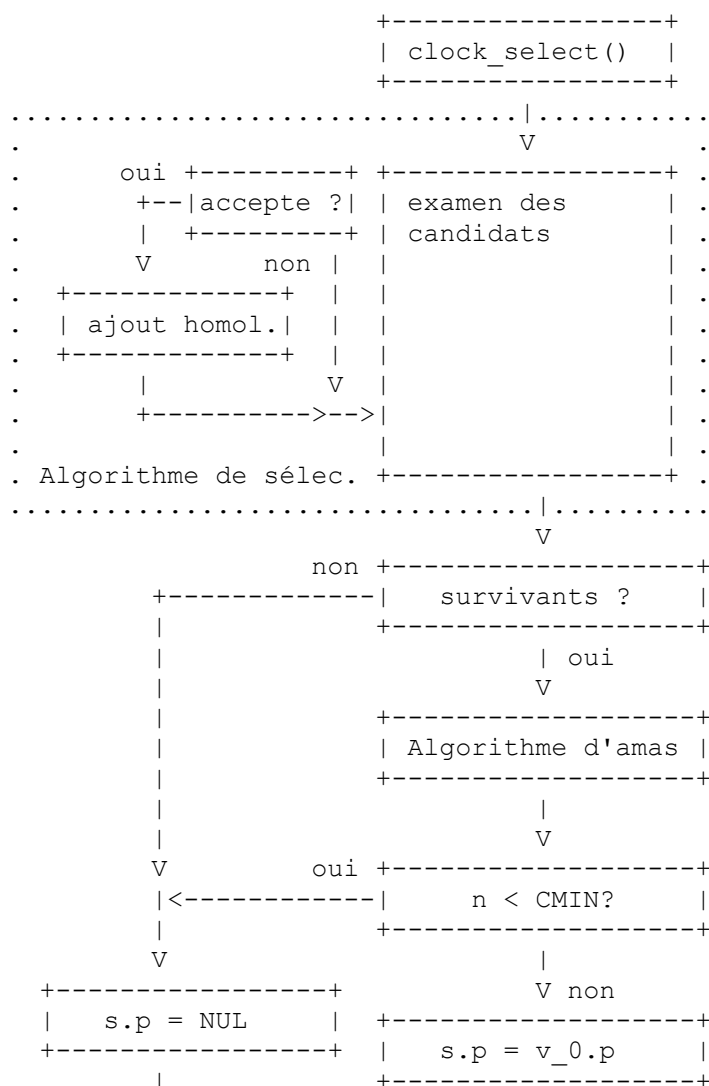 clock_select()
oui
accepte ?
examen des
candidats
non
ajout homol.
Algorithme de sélec.
non
survivants ?
oui
Algorithme d'amas
oui
n < CMIN?
non
s.p = NUL
s.p = v_0.p